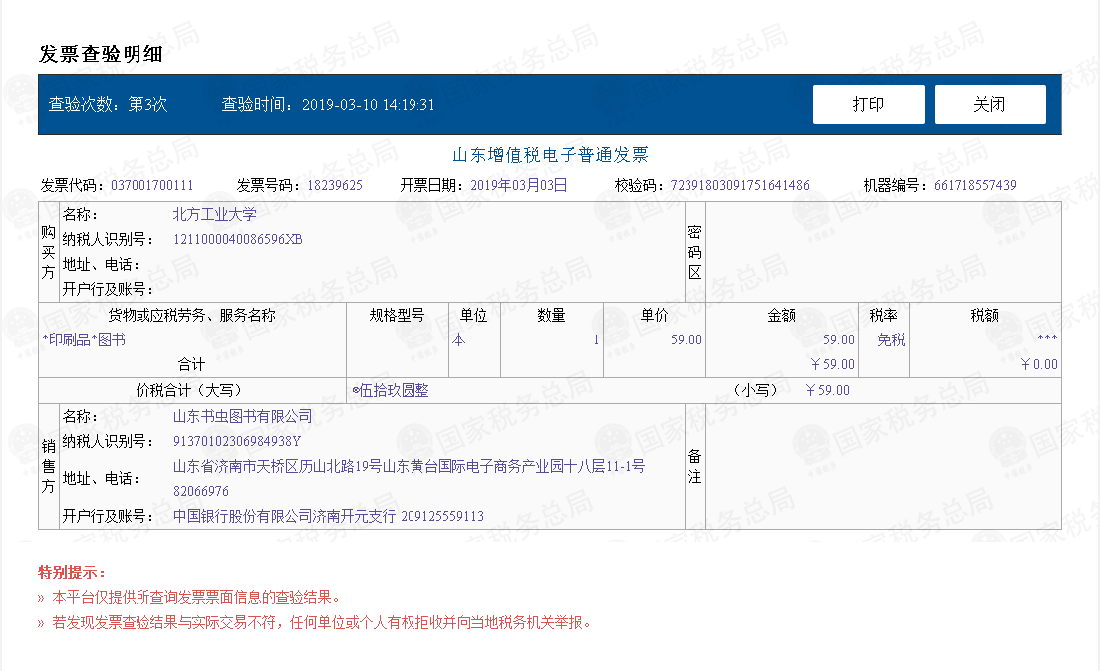 发票查验明细
查验次数：第3次 查验时间：2019-03-10 14:19:31 打印 关闭
山东增值税电子普通发票
发票代码：037001700111 发票号码：18239625 开票日期：2019年03月03日 校验码：72391803091751641486 机器编号：661718557439
购买方
名称： 北方工业大学
纳税人识别号： 1211000040086596XB
地址、电话：
开户行及账号：
密码区
货物或应税劳务、服务名称 规格型号 单位 数量 单价 金额 税率 税额
*印刷品*图书 本 1 59.00 59.00 免税 ***
合计 ￥59.00 ￥0.00
价税合计（大写） ⊗伍拾玖圆整 （小写） ￥59.00
销售方
名称： 山东书虫图书有限公司
纳税人识别号： 91370102306984938Y
地址、电话： 山东省济南市天桥区历山北路19号山东黄台国际电子商务产业园十八层11-1号
82066976
开户行及账号： 中国银行股份有限公司济南开元支行 209125559113
备注
特别提示：
» 本平台仅提供所查询发票票面信息的查验结果。
» 若发现发票查验结果与实际交易不符，任何单位或个人有权拒收并向当地税务机关举报。
国家税务总局